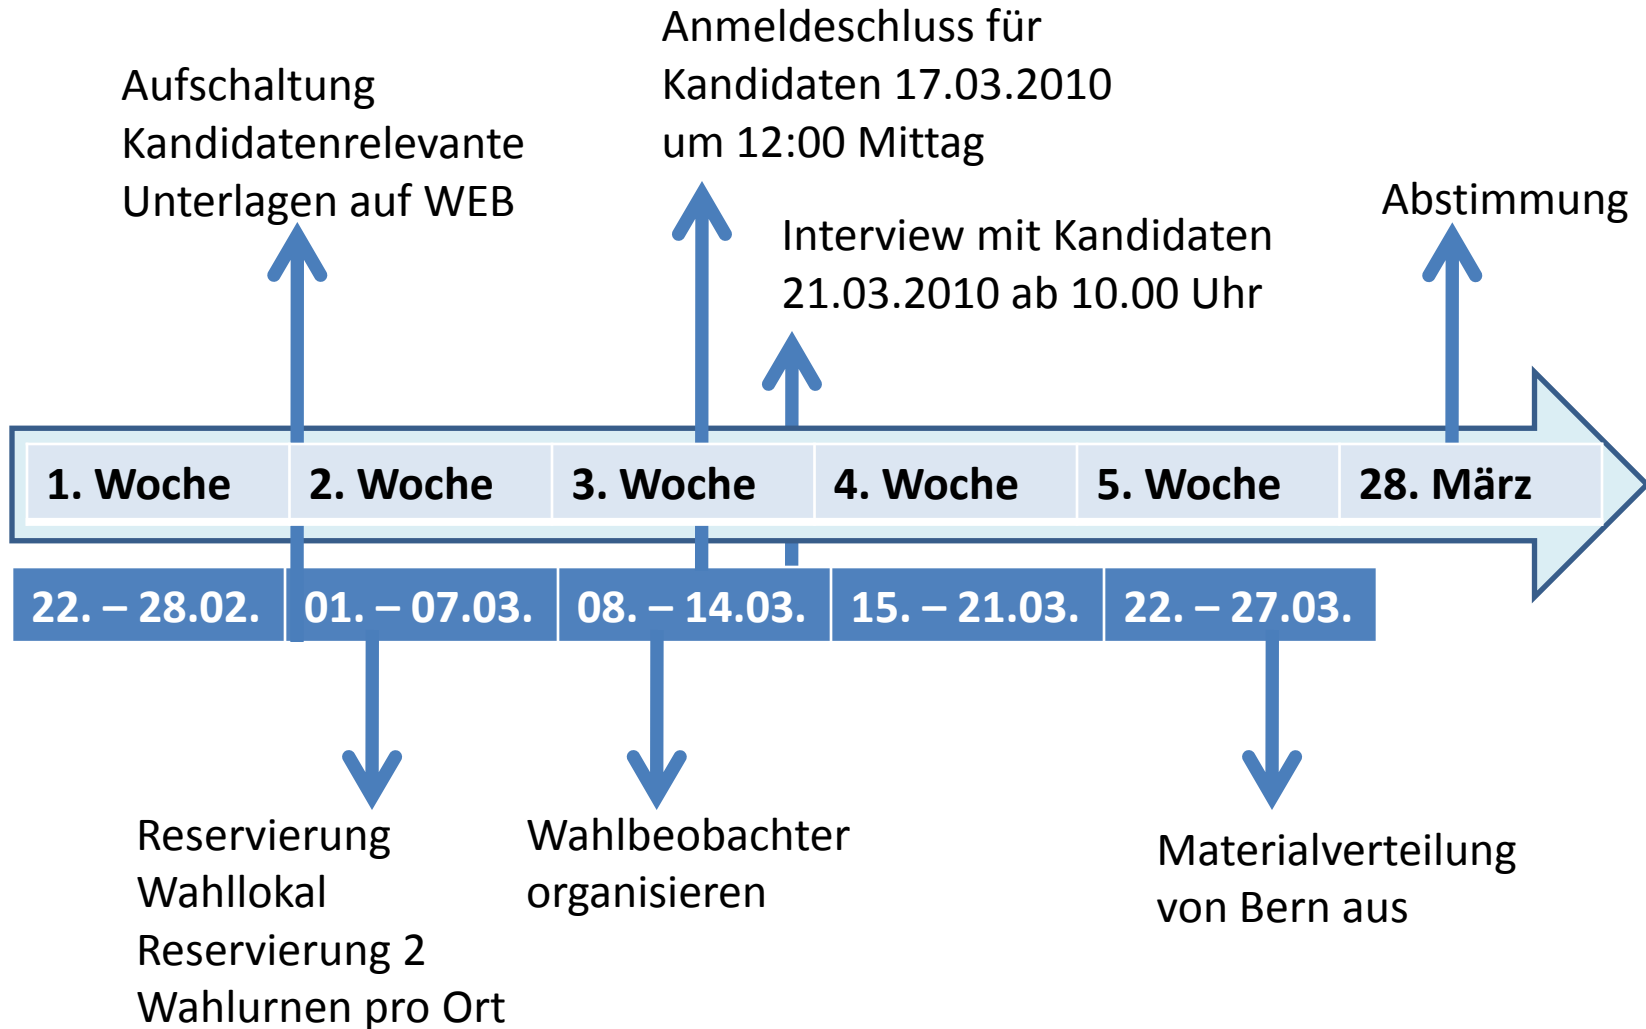 Anmeldeschluss für
Kandidaten 17.03.2010
um 12:00 Mittag
Aufschaltung
Kandidatenrelevante
Unterlagen auf WEB
Abstimmung
Interview mit Kandidaten
21.03.2010 ab 10.00 Uhr
1. Woche
2. Woche
3. Woche
4. Woche
5. Woche
28. März
22. – 28.02.
01. – 07.03.
08. – 14.03.
15. – 21.03.
22. – 27.03.
Reservierung
Wahllokal
Reservierung 2
Wahlurnen pro Ort
Wahlbeobachter
organisieren
Materialverteilung
von Bern aus